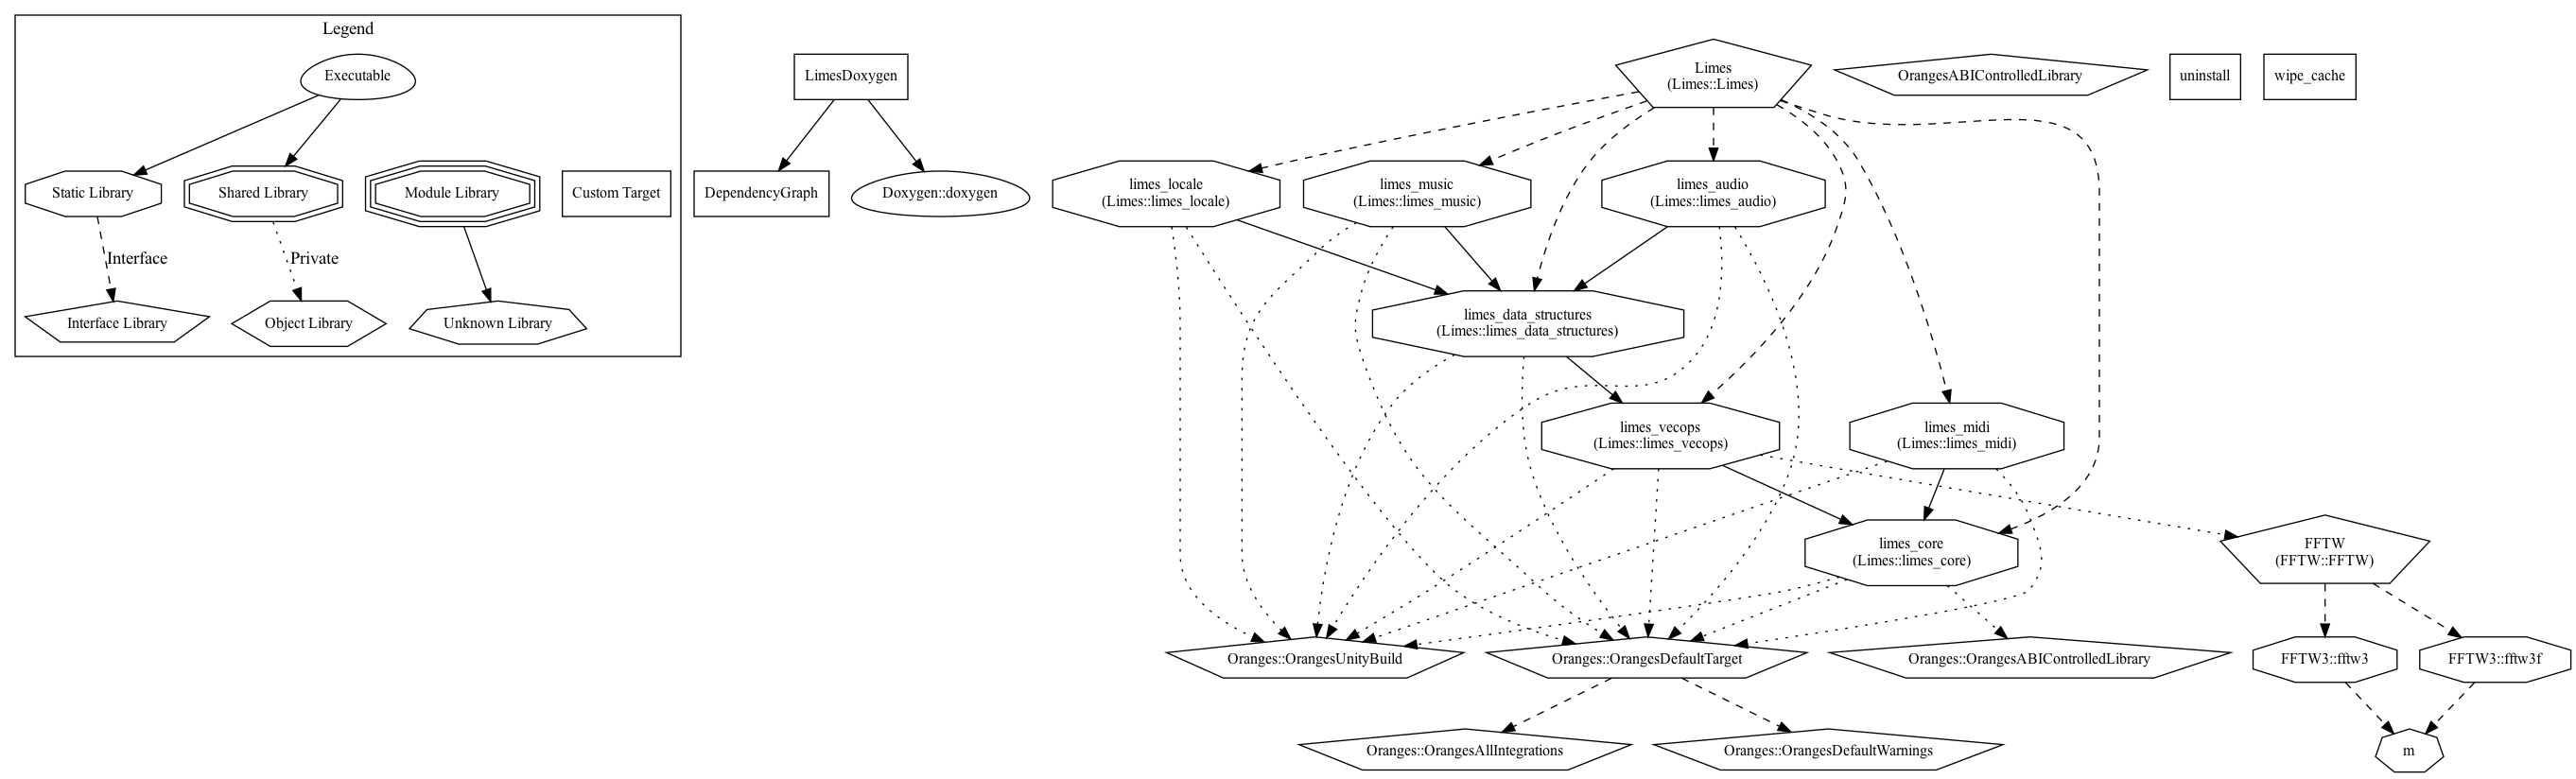 Legend
Executable
Static Library
Shared Library
Module Library
Custom Target
Interface
Private
Interface Library
Object Library
Unknown Library
LimesDoxygen
DependencyGraph
Doxygen::doxygen
Limes
(Limes::Limes)
OrangesABIControlledLibrary
uninstall
wipe_cache
limes_locale
(Limes::limes_locale)
limes_music
(Limes::limes_music)
limes_audio
(Limes::limes_audio)
limes_data_structures
(Limes::limes_data_structures)
limes_vecops
(Limes::limes_vecops)
limes_midi
(Limes::limes_midi)
limes_core
(Limes::limes_core)
FFTW
(FFTW::FFTW)
Oranges::OrangesUnityBuild
Oranges::OrangesDefaultTarget
Oranges::OrangesABIControlledLibrary
FFTW3::fftw3
FFTW3::fftw3f
Oranges::OrangesAllIntegrations
Oranges::OrangesDefaultWarnings
m